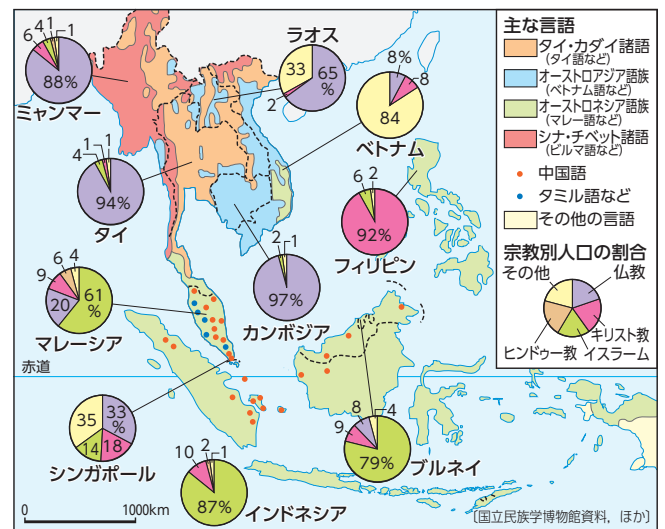 主な言語
タイ・カダイ諸語
(タイ語など)
オーストロアジア語族
(ベトナム語など)
オーストロネシア語族
(マレー語など)
シナ・チベット諸語
(ビルマ語など)
中国語
タミル語など
その他の言語
宗教別人口の割合
その他
仏教
キリスト教
ヒンドゥー教
イスラーム
6
4
1
1
88%
ミャンマー
ラオス
33
65
%
2
8%
8
84
ベトナム
4
1
1
94%
タイ
6
2
92%
フィリピン
2
1
97%
カンボジア
9
6
4
20
61
%
マレーシア
赤道
35
33
%
14
18
シンガポール
10
2
1
87%
インドネシア
9
8
4
79%
ブルネイ
0
1000km
〔国立民族学博物館資料，ほか〕